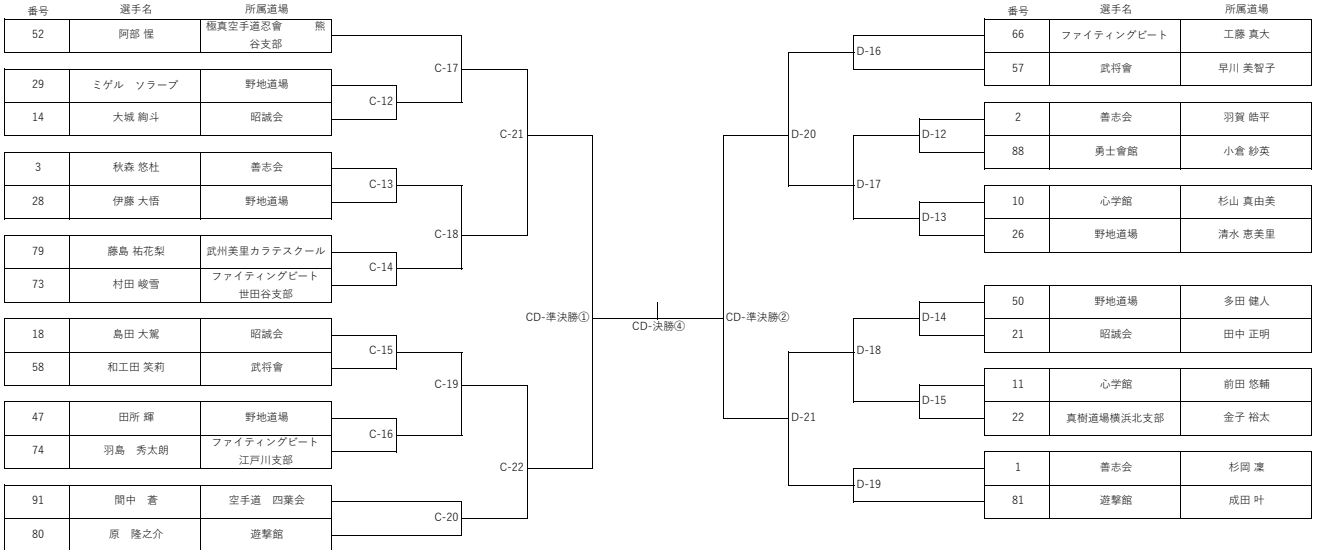 番号 選手名 所属道場
52 阿部 惺 極真空手道忍會 熊
谷支部
29 ミゲル ソラーブ 野地道場
14 大城 絢斗 昭誠会
3 秋森 悠杜 善志会
28 伊藤 大悟 野地道場
79 藤島 祐花梨 武州美里カラテスクール
73 村田 峻雪 ファイティングビート
世田谷支部
18 島田 大駕 昭誠会
58 和工田 笑莉 武将會
47 田所 輝 野地道場
74 羽島 秀太朗 ファイティングビート
江戸川支部
91 間中 蒼 空手道 四葉会
80 原 隆之介 遊撃館
C-12
C-13
C-14
C-15
C-16
C-17
C-18
C-19
C-20
C-21
C-22
CD-準決勝①
CD-決勝④
CD-準決勝②
D-20
D-21
D-16
D-17
D-18
D-19
D-12
D-13
D-14
D-15
番号 選手名 所属道場
66 ファイティングビート 工藤 真大
57 武将會 早川 美智子
2 善志会 羽賀 皓平
88 勇士會館 小倉 紗英
10 心学館 杉山 真由美
26 野地道場 清水 恵美里
50 野地道場 多田 健人
21 昭誠会 田中 正明
11 心学館 前田 悠輔
22 真樹道場横浜北支部 金子 裕太
1 善志会 杉岡 凜
81 遊撃館 成田 叶